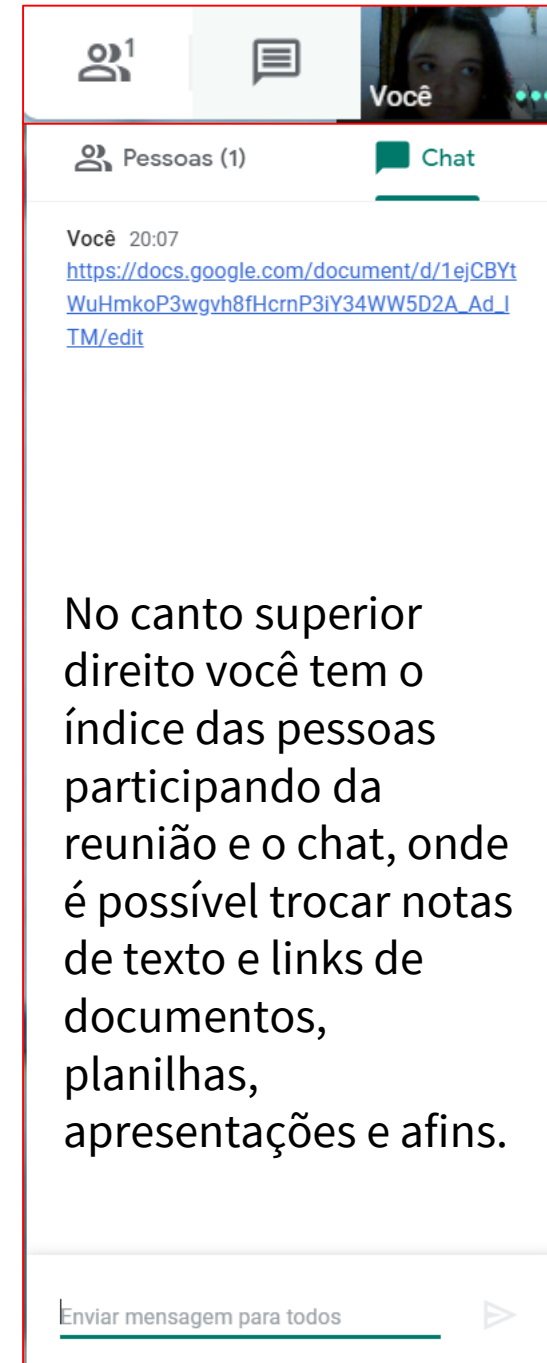 1
Você
Pessoas (1)
Chat
Você 20:07
https://docs.google.com/document/d/1ejCBYt
WuHmkoP3wgvh8fHcrnP3iY34WW5D2A_Ad_I
TM/edit
No canto superior
direito você tem o
índice das pessoas
participando da
reunião e o chat, onde
é possível trocar notas
de texto e links de
documentos,
planilhas,
apresentações e afins.
Enviar mensagem para todos